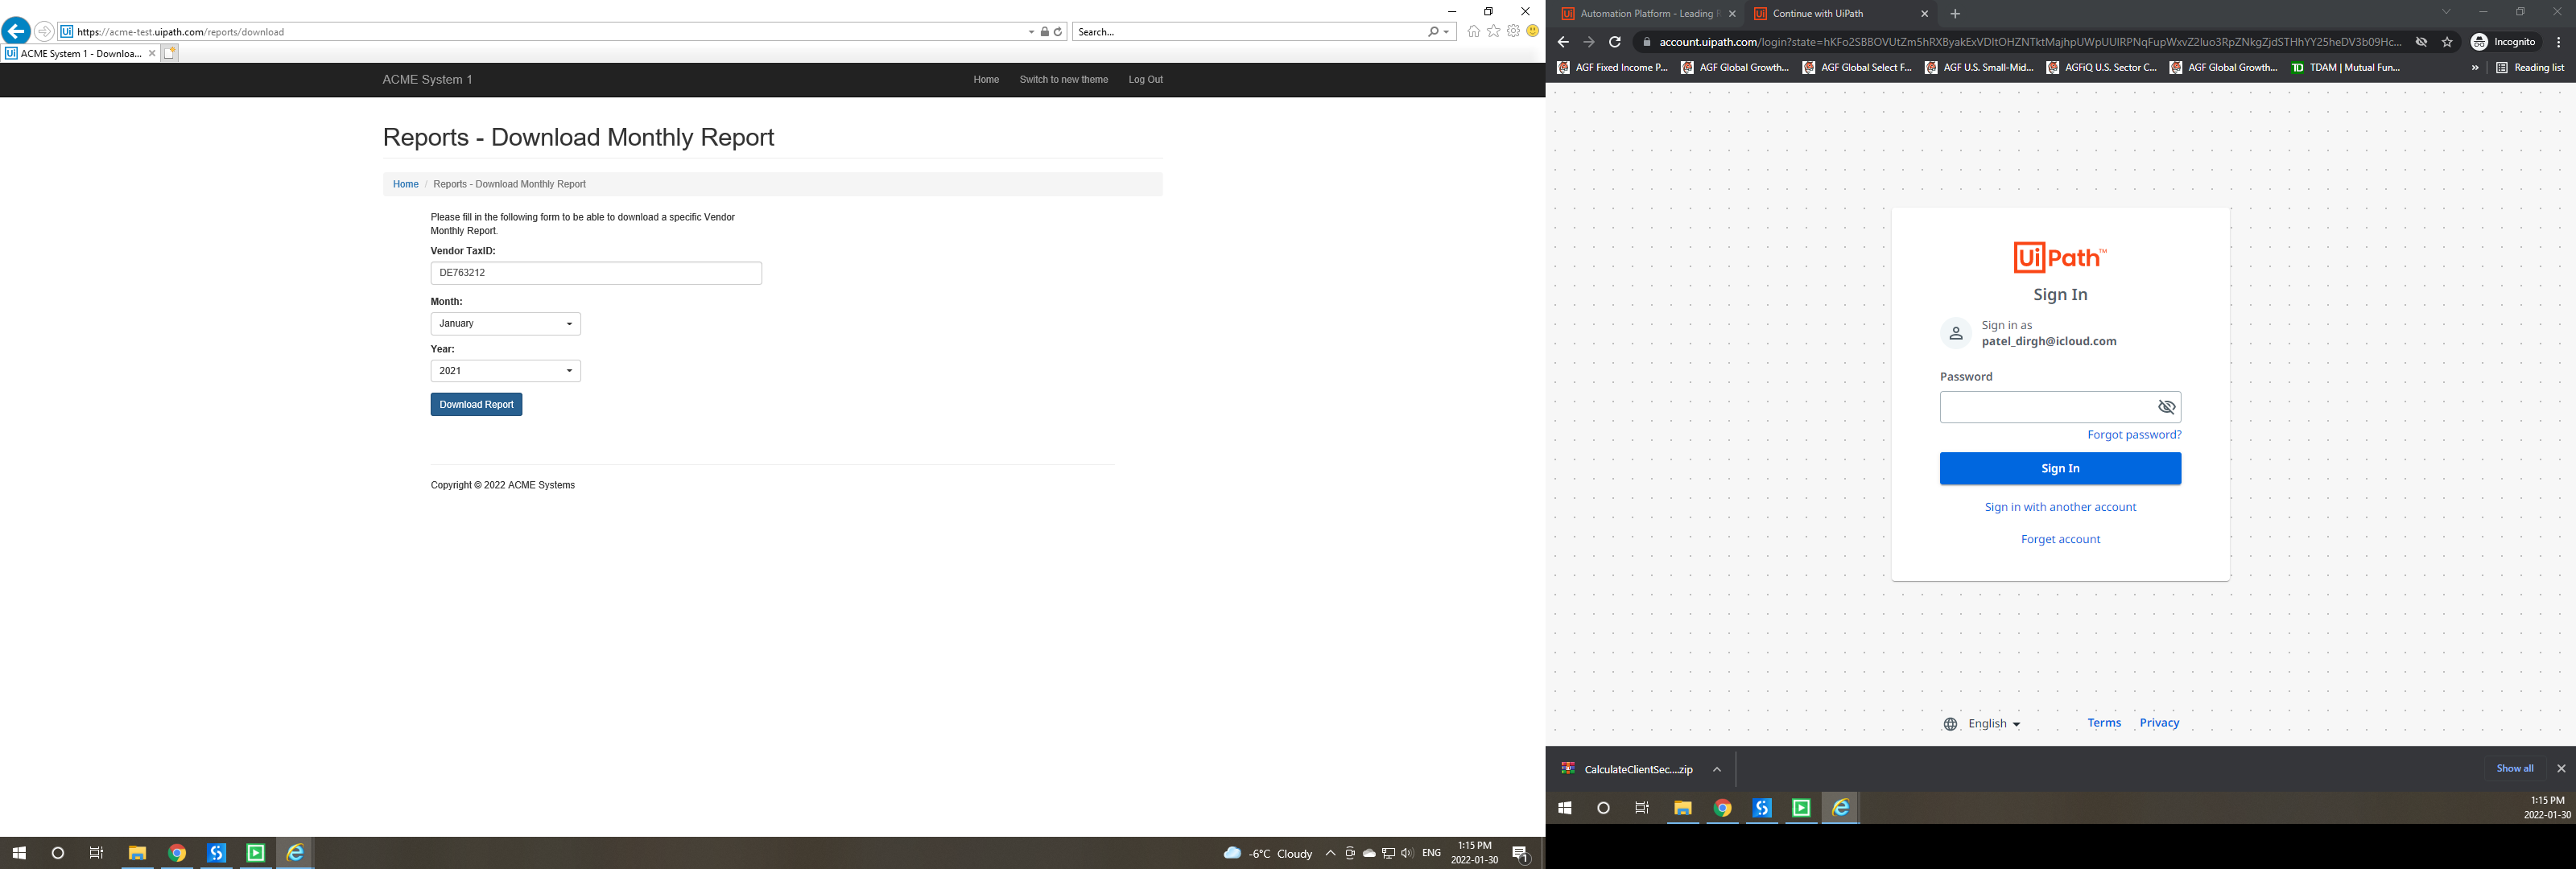 https://acme-test.uipath.com/reports/download
Search...
ACME System 1 - Downloa...
ACME System 1
Home
Switch to new theme
Log Out
Reports - Download Monthly Report
Home / Reports - Download Monthly Report
Please fill in the following form to be able to download a specific Vendor
Monthly Report.
Vendor TaxID:
DE763212
Month:
January
Year:
2021
Download Report
Copyright © 2022 ACME Systems
-6°C Cloudy
ENG
1:15 PM
2022-01-30
1
Automation Platform - Leading
Continue with UiPath
Incognito
AGF Fixed Income P...
AGF Global Growth...
AGF Global Select F...
AGF U.S. Small-Mid...
AGFiQ U.S. Sector C...
AGF Global Growth...
TDAM | Mutual Fun...
»
Reading list
UiPath™
Sign In
Sign in as
patel_dirgh@icloud.com
Password
Forgot password?
Sign In
Sign in with another account
Forget account
English
Terms
Privacy
CalculateClientSec....zip
Show all
1:15 PM
2022-01-30